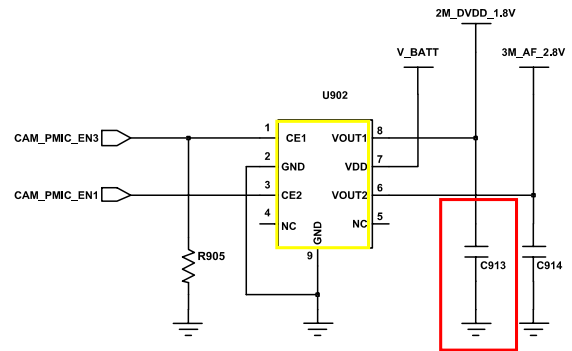 2M_DVDD_1.8V
V_BATT
3M_AF_2.8V
U902
CAM_PMIC_EN3
1
CE1
VOUT1
8
2
GND
VDD
7
CAM_PMIC_EN1
3
CE2
VOUT2
6
4
NC
GND
NC
5
9
R905
C913
C914